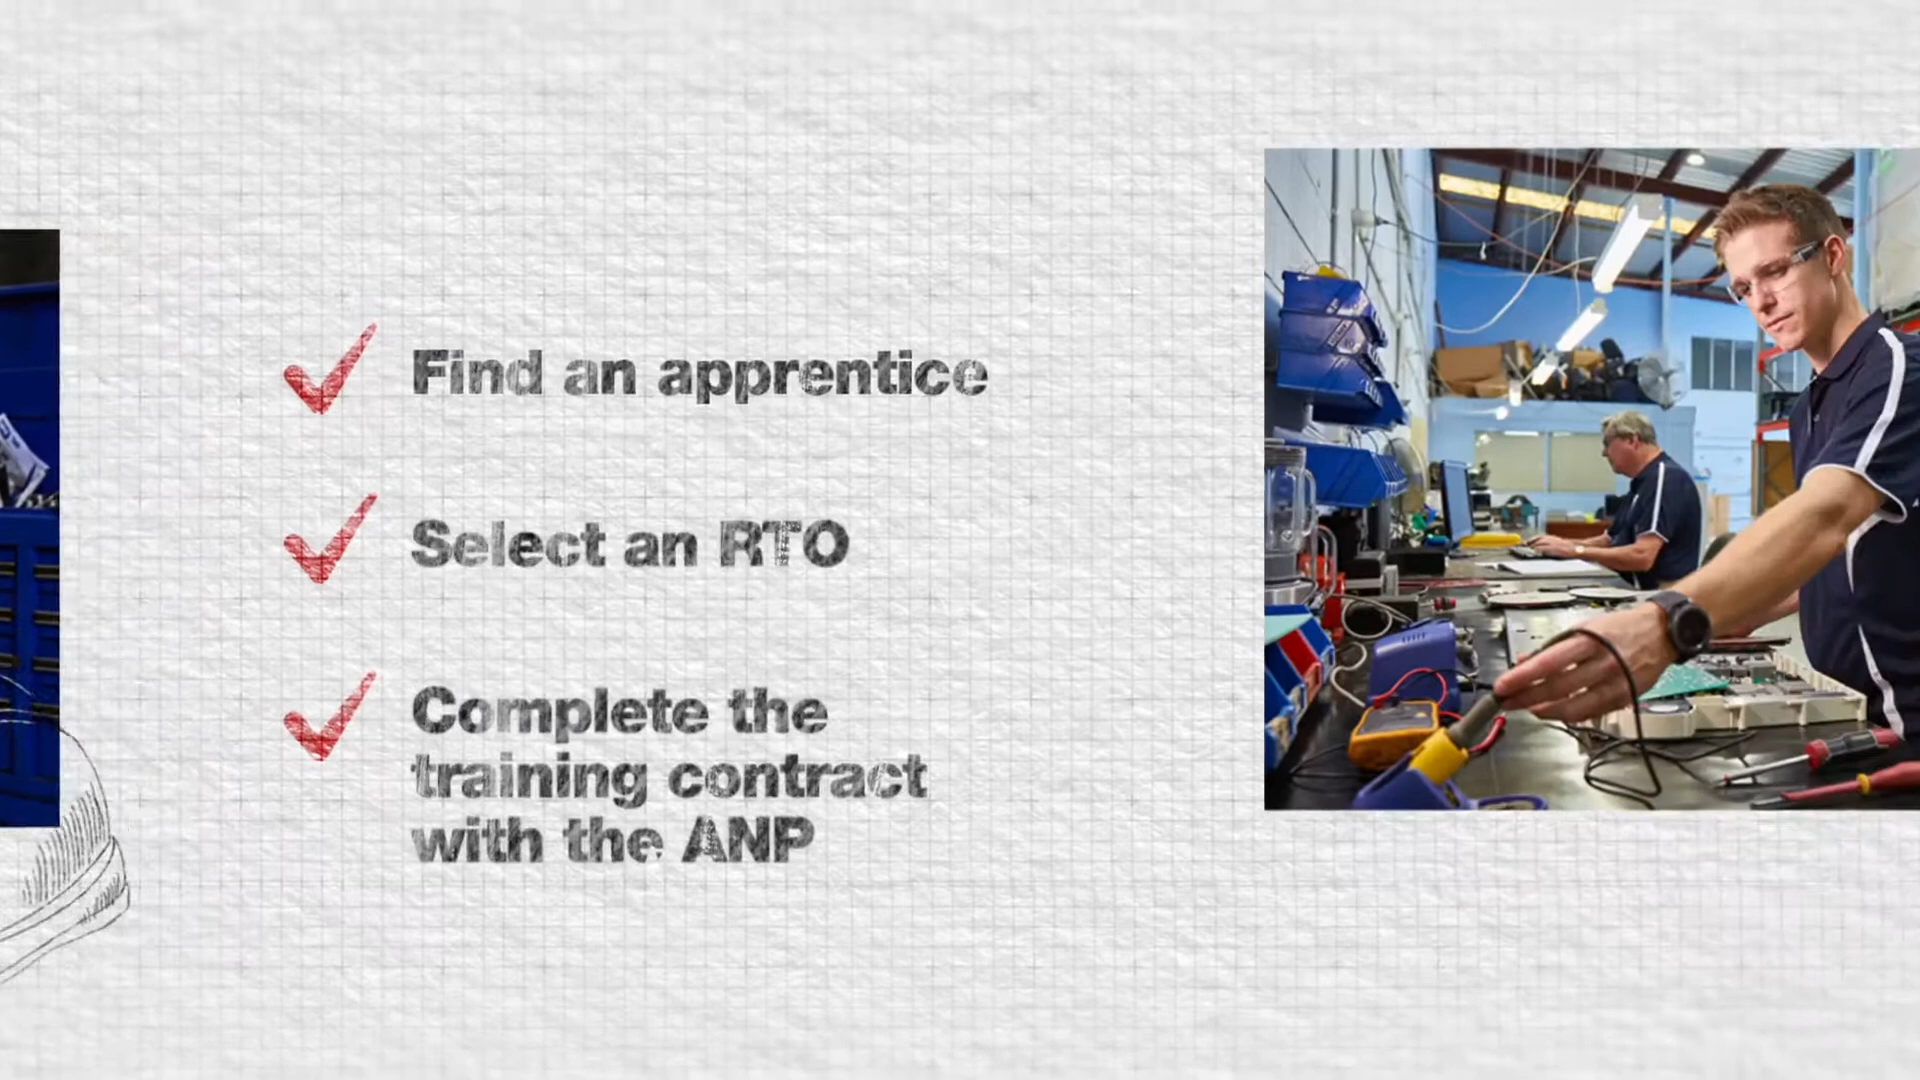 Find an apprentice
Select an RTO
Complete the
training contract
with the ANP